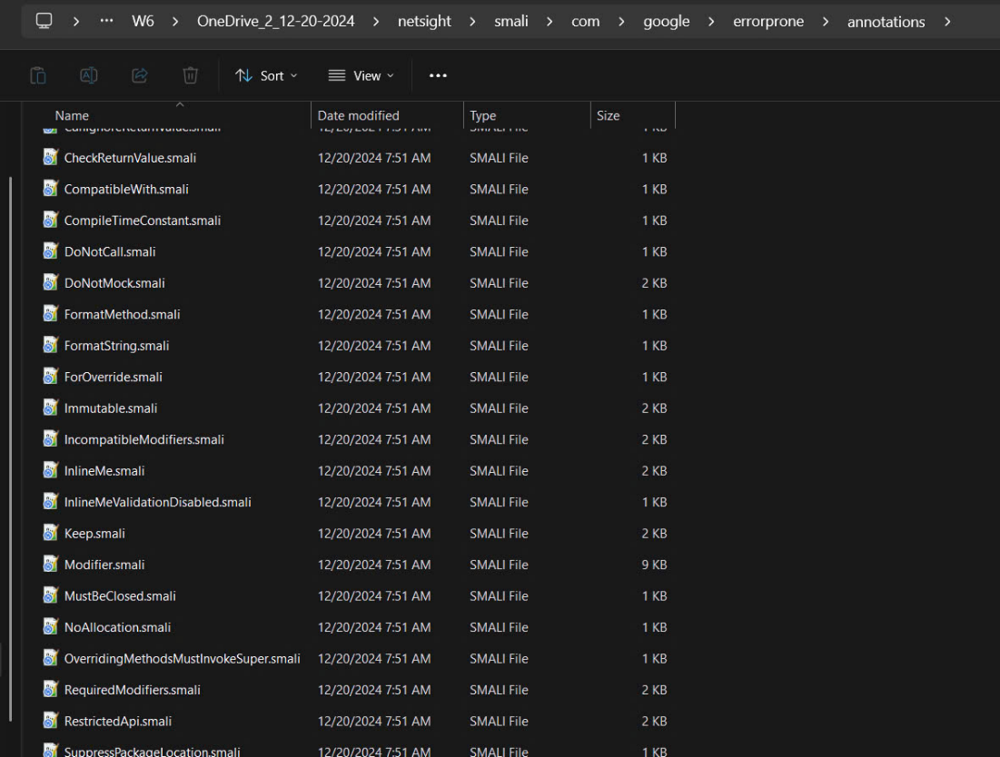 W6 OneDrive_2_12-20-2024 netsight smali com google errorprone annotations
Sort View
Name Date modified Type Size
CanIgnoreReturnValue.smali 12/20/2024 7:51 AM SMALI File 1 KB
CheckReturnValue.smali 12/20/2024 7:51 AM SMALI File 1 KB
CompatibleWith.smali 12/20/2024 7:51 AM SMALI File 1 KB
CompileTimeConstant.smali 12/20/2024 7:51 AM SMALI File 1 KB
DoNotCall.smali 12/20/2024 7:51 AM SMALI File 1 KB
DoNotMock.smali 12/20/2024 7:51 AM SMALI File 2 KB
FormatMethod.smali 12/20/2024 7:51 AM SMALI File 1 KB
FormatString.smali 12/20/2024 7:51 AM SMALI File 1 KB
ForOverride.smali 12/20/2024 7:51 AM SMALI File 1 KB
Immutable.smali 12/20/2024 7:51 AM SMALI File 2 KB
IncompatibleModifiers.smali 12/20/2024 7:51 AM SMALI File 2 KB
InlineMe.smali 12/20/2024 7:51 AM SMALI File 2 KB
InlineMeValidationDisabled.smali 12/20/2024 7:51 AM SMALI File 1 KB
Keep.smali 12/20/2024 7:51 AM SMALI File 2 KB
Modifier.smali 12/20/2024 7:51 AM SMALI File 9 KB
MustBeClosed.smali 12/20/2024 7:51 AM SMALI File 1 KB
NoAllocation.smali 12/20/2024 7:51 AM SMALI File 1 KB
OverridingMethodsMustInvokeSuper.smali 12/20/2024 7:51 AM SMALI File 1 KB
RequiredModifiers.smali 12/20/2024 7:51 AM SMALI File 2 KB
RestrictedApi.smali 12/20/2024 7:51 AM SMALI File 2 KB
SuppressPackageLocation.smali 12/20/2024 7:51 AM SMALI File 1 KB